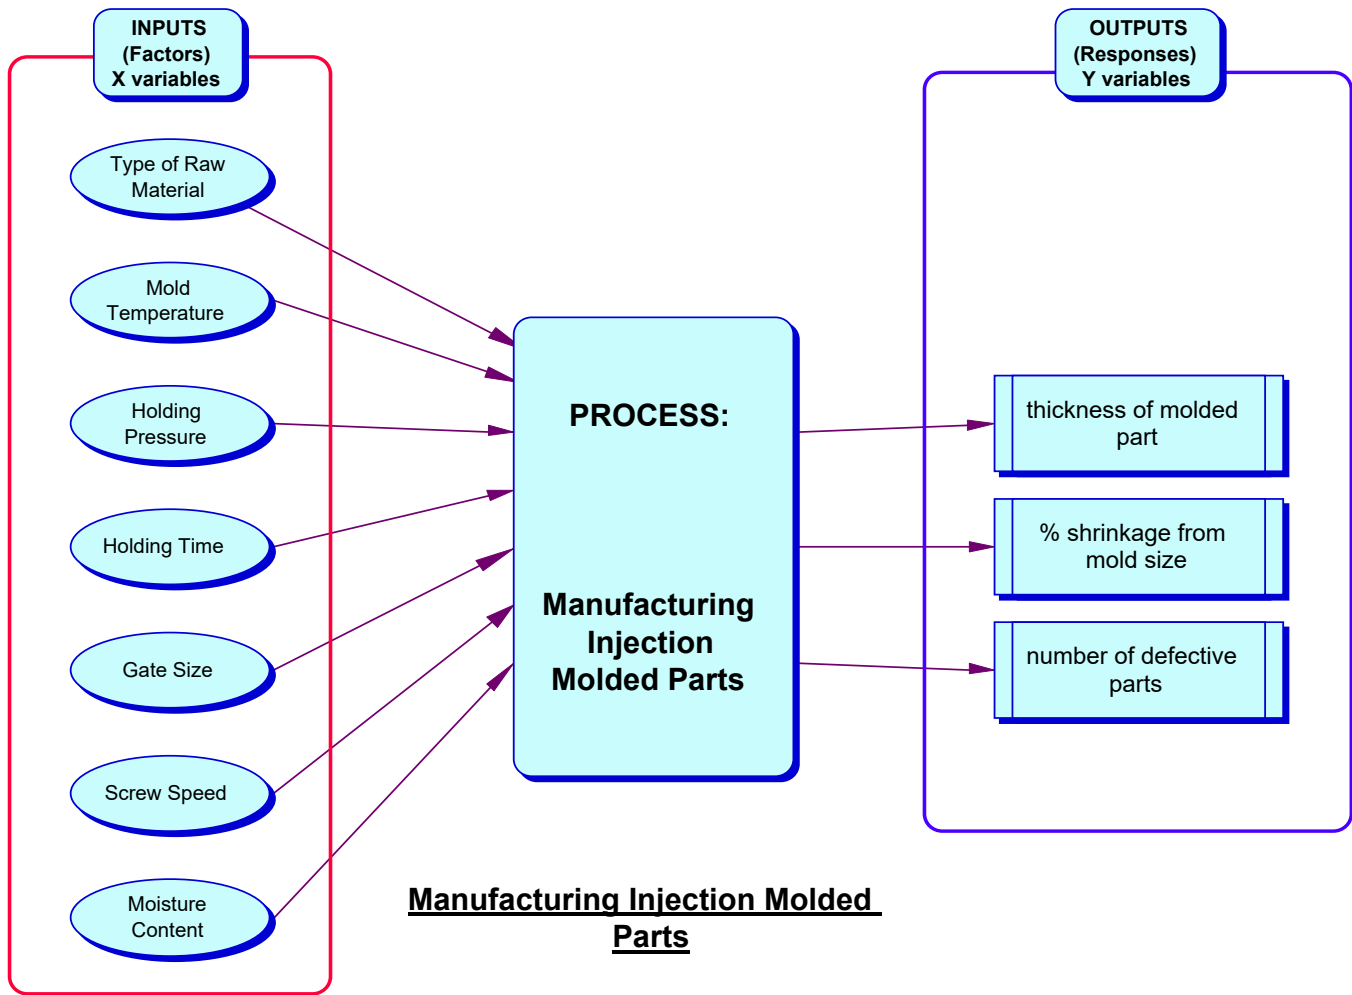 INPUTS
(Factors)
X variables
Type of Raw
Material
Mold
Temperature
Holding
Pressure
Holding Time
Gate Size
Screw Speed
Moisture
Content
PROCESS:
Manufacturing
Injection
Molded Parts
OUTPUTS
(Responses)
Y variables
thickness of molded
part
% shrinkage from
mold size
number of defective
parts
Manufacturing Injection Molded
Parts